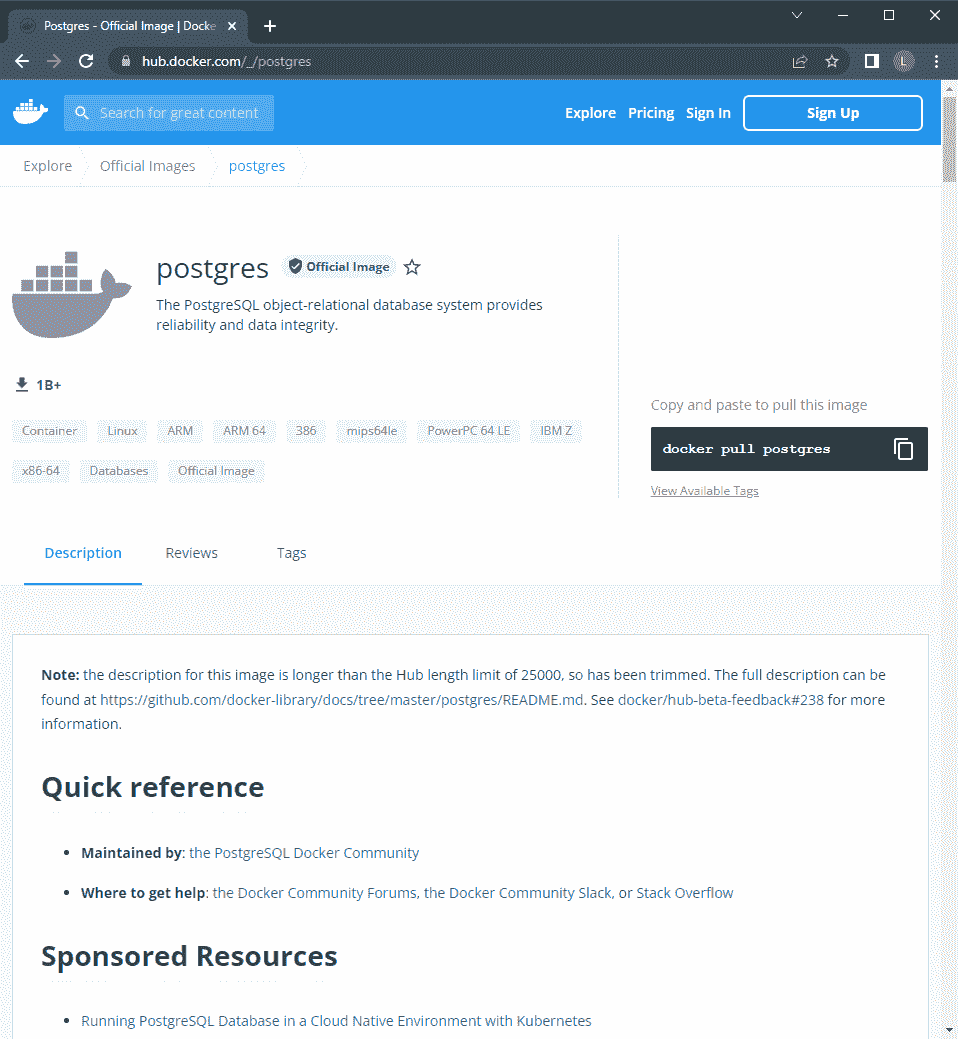 Postgres - Official Image | Docke
hub.docker.com/_/postgres
L
Search for great content
Explore Pricing Sign In Sign Up
Explore Official Images postgres
postgres Official Image
The PostgreSQL object-relational database system provides
reliability and data integrity.
1B+
Copy and paste to pull this image
Container Linux ARM ARM 64 386 mips64le PowerPC 64 LE IBM Z
docker pull postgres
x86-64 Databases Official Image
View Available Tags
Description Reviews Tags
Note: the description for this image is longer than the Hub length limit of 25000, so has been trimmed. The full description can be
found at https://github.com/docker-library/docs/tree/master/postgres/README.md. See docker/hub-beta-feedback#238 for more
information.
Quick reference
• Maintained by: the PostgreSQL Docker Community
• Where to get help: the Docker Community Forums, the Docker Community Slack, or Stack Overflow
Sponsored Resources
• Running PostgreSQL Database in a Cloud Native Environment with Kubernetes